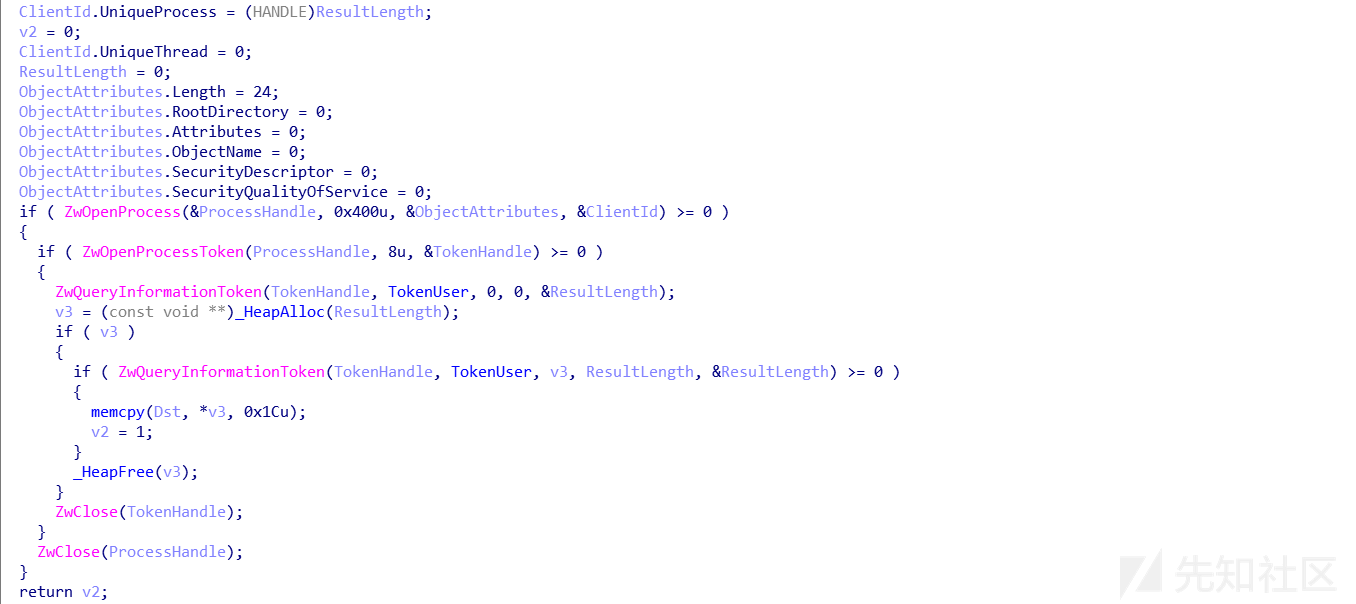 ClientId.UniqueProcess = (HANDLE)ResultLength;
v2 = 0;
ClientId.UniqueThread = 0;
ResultLength = 0;
ObjectAttributes.Length = 24;
ObjectAttributes.RootDirectory = 0;
ObjectAttributes.Attributes = 0;
ObjectAttributes.ObjectName = 0;
ObjectAttributes.SecurityDescriptor = 0;
ObjectAttributes.SecurityQualityOfService = 0;
if ( ZwOpenProcess(&ProcessHandle, 0x400u, &ObjectAttributes, &ClientId) >= 0 )
{
  if ( ZwOpenProcessToken(ProcessHandle, 8u, &TokenHandle) >= 0 )
  {
    ZwQueryInformationToken(TokenHandle, TokenUser, 0, 0, &ResultLength);
    v3 = (const void **)_HeapAlloc(ResultLength);
    if ( v3 )
    {
      if ( ZwQueryInformationToken(TokenHandle, TokenUser, v3, ResultLength, &ResultLength) >= 0 )
      {
        memcpy(Dst, *v3, 0x1Cu);
        v2 = 1;
      }
      _HeapFree(v3);
    }
    ZwClose(TokenHandle);
  }
  ZwClose(ProcessHandle);
}
return v2;
先知社区